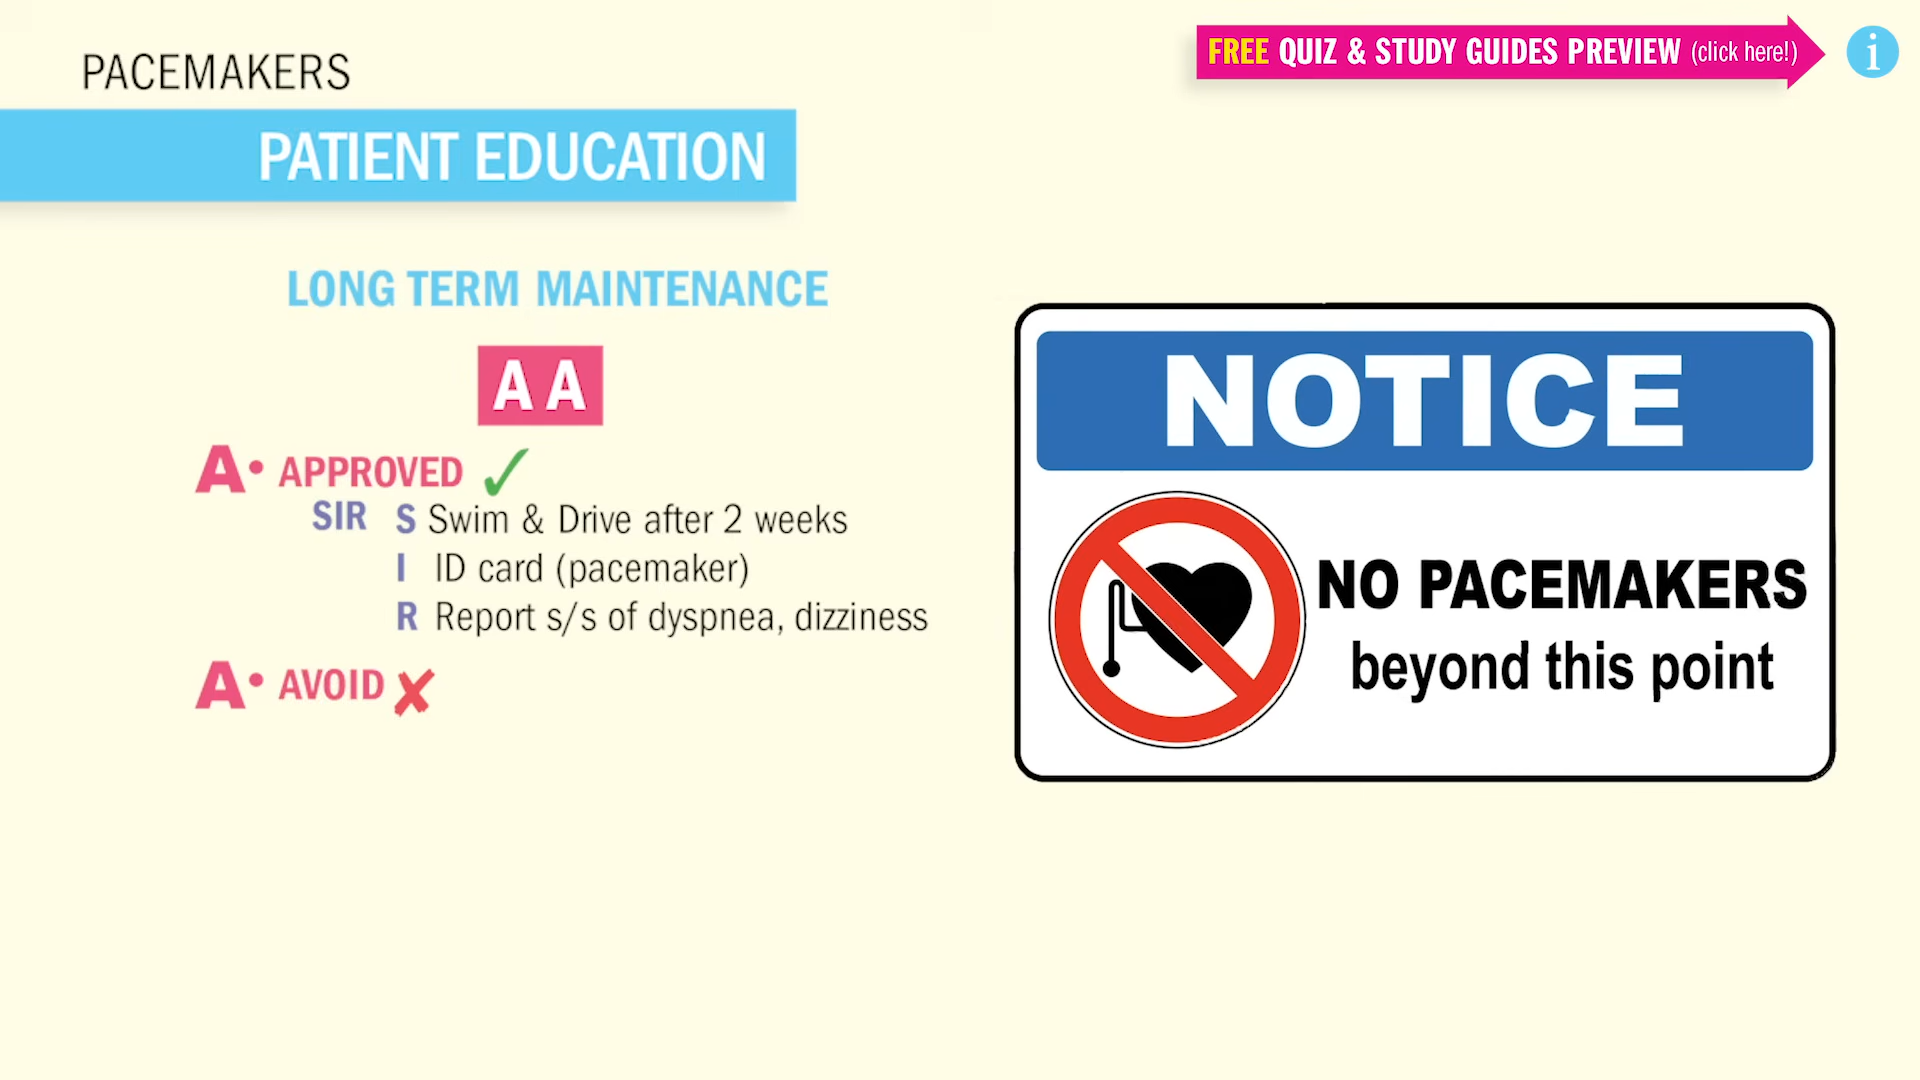 PACEMAKERS
FREE QUIZ & STUDY GUIDES PREVIEW (click here!)
i
PATIENT EDUCATION
LONG TERM MAINTENANCE
A A
A • APPROVED ✓
SIR S Swim & Drive after 2 weeks
I ID card (pacemaker)
R Report s/s of dyspnea, dizziness
A • AVOID ✘
NOTICE
NO PACEMAKERS
beyond this point